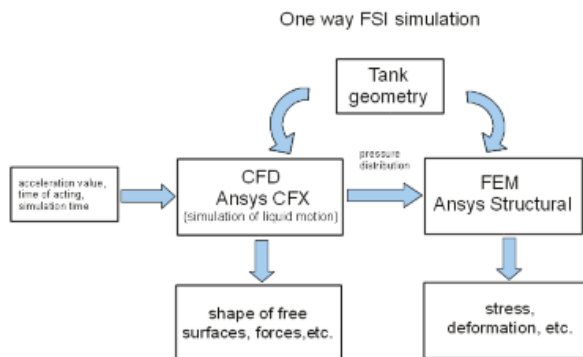 One way FSI simulation
Tank
geometry
pressure
distribution
acceleration value,
time of acting,
simulation time
CFD
Ansys CFX
(simulation of liquid motion)
FEM
Ansys Structural
shape of free
surfaces, forces,etc.
stress,
deformation, etc.